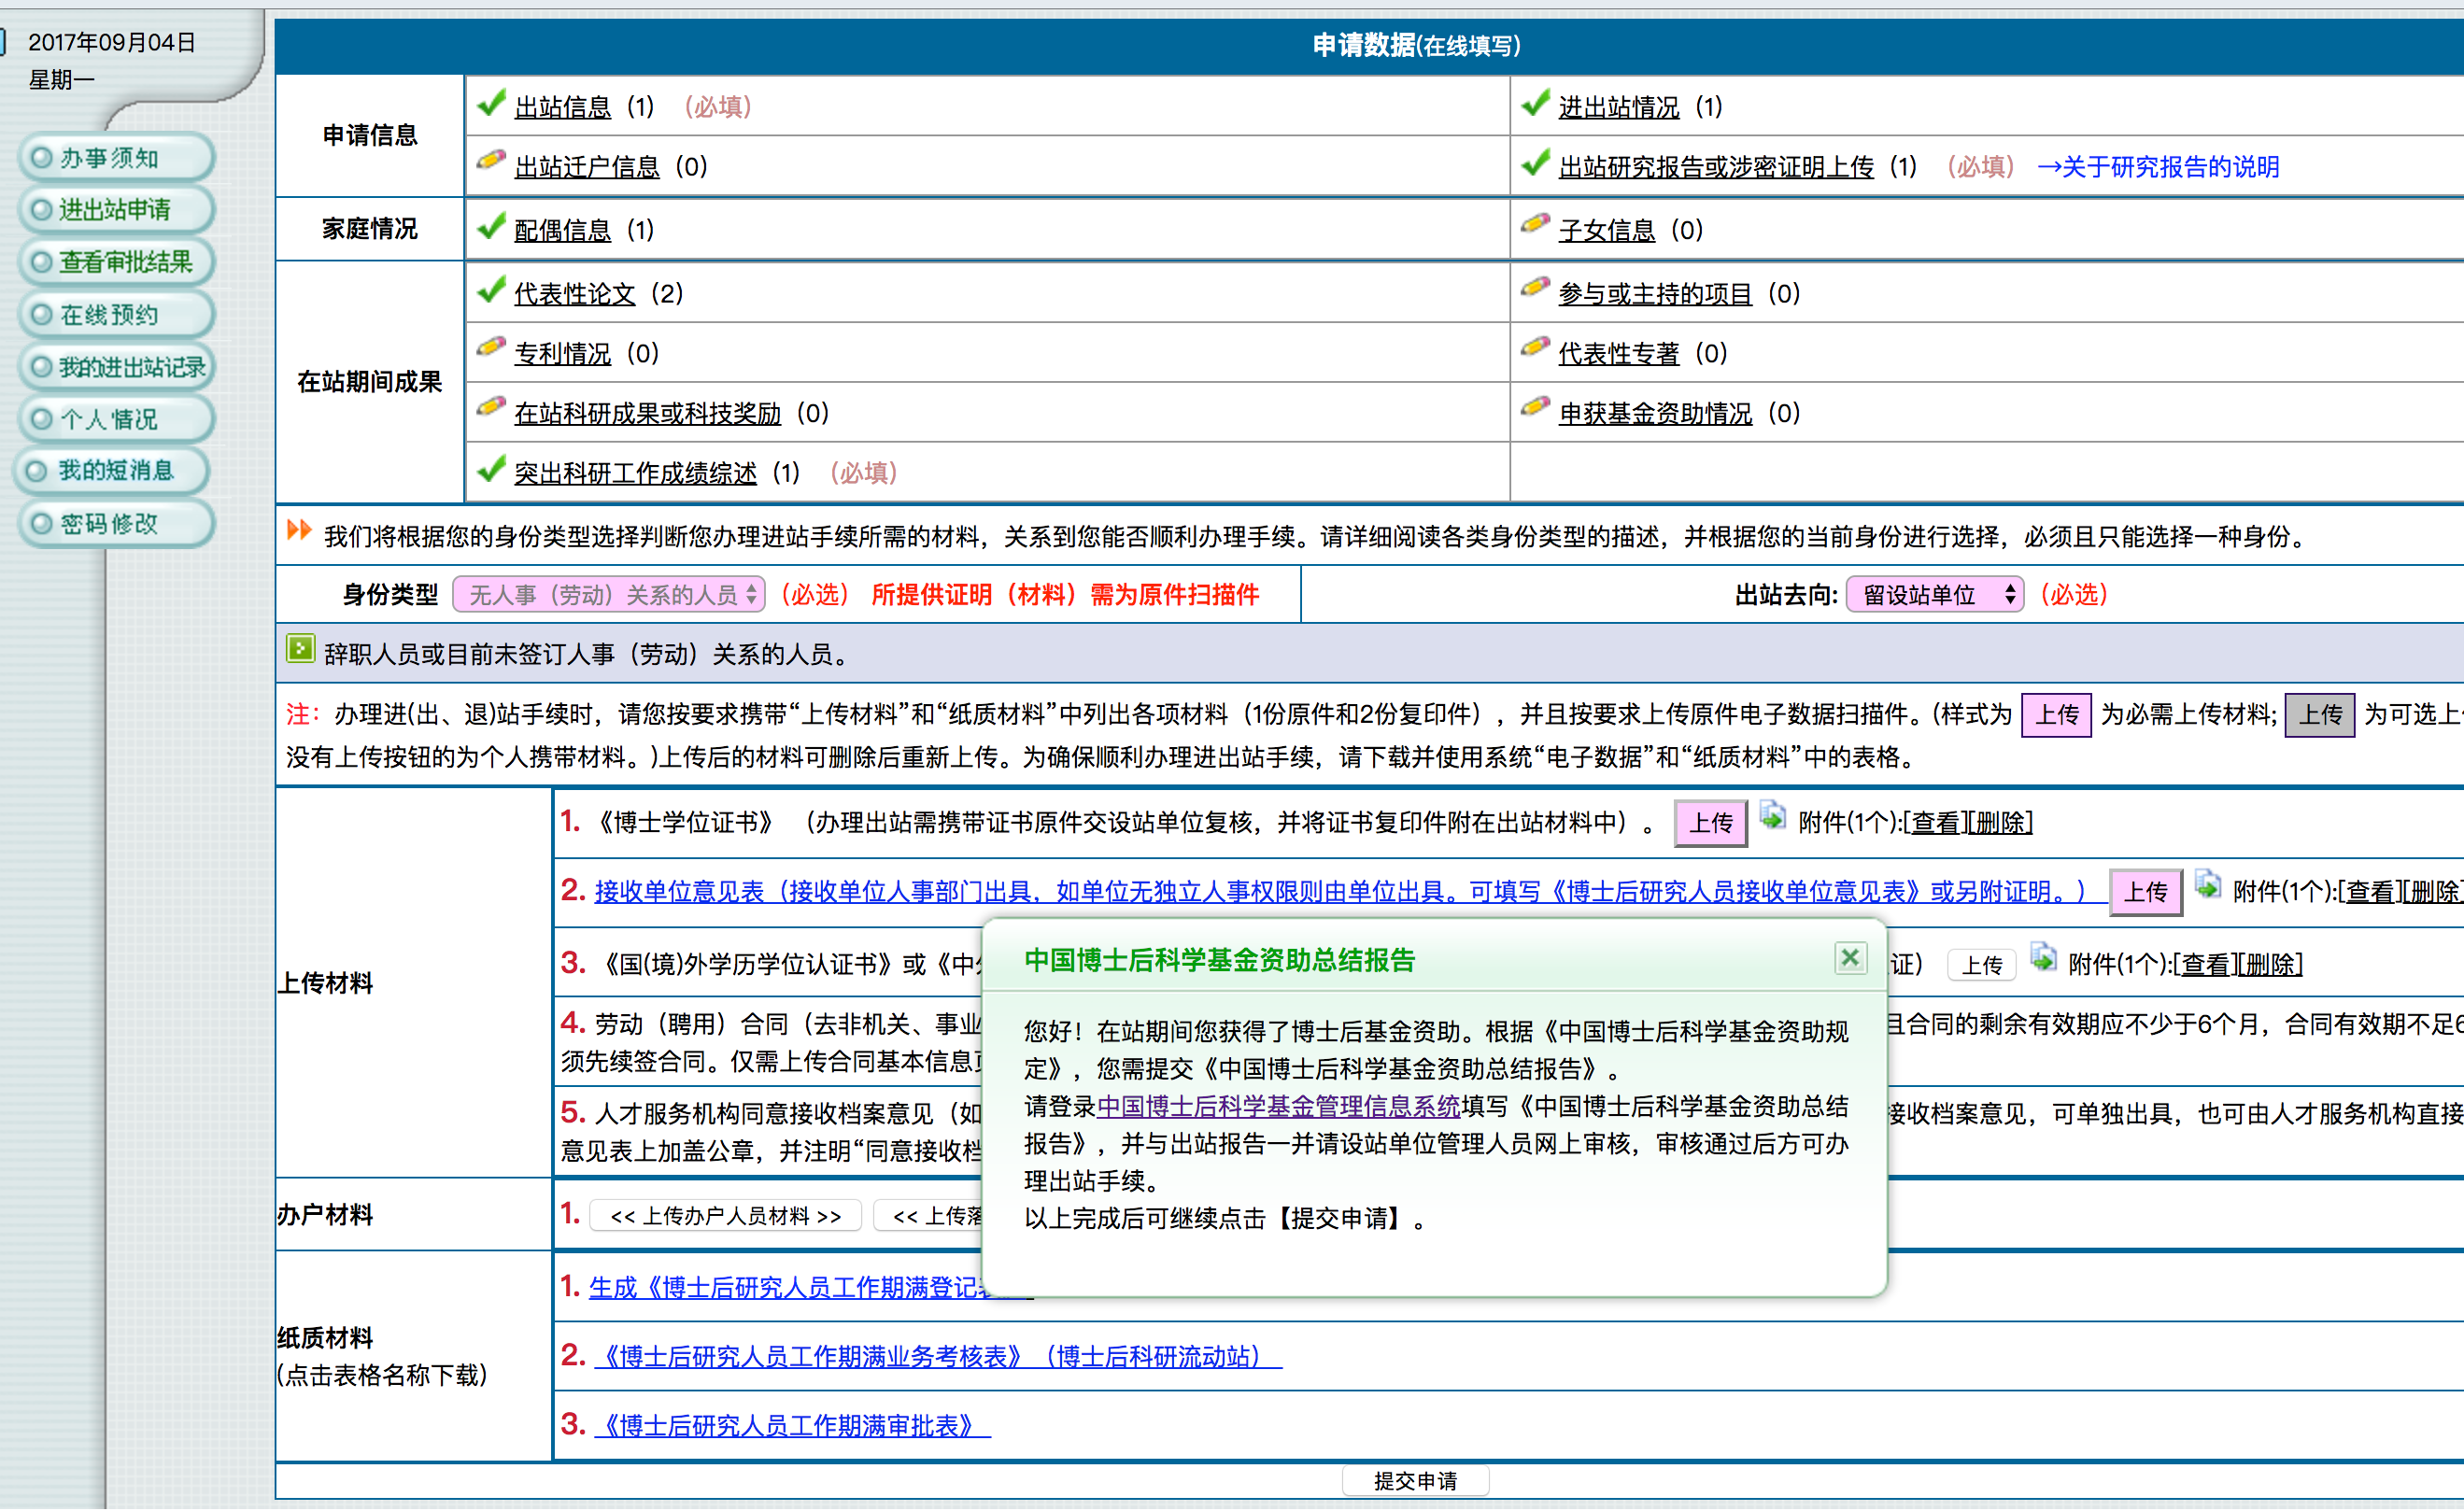 2017年09月04日
星期一
办事须知
进出站申请
查看审批结果
在线预约
我的进出站记录
个人情况
我的短消息
密码修改
申请数据(在线填写)
申请信息
出站信息（1）（必填）
进出站情况（1）
出站迁户信息（0）
出站研究报告或涉密证明上传（1）（必填）→关于研究报告的说明
家庭情况
配偶信息（1）
子女信息（0）
在站期间成果
代表性论文（2）
参与或主持的项目（0）
专利情况（0）
代表性专著（0）
在站科研成果或科技奖励（0）
申获基金资助情况（0）
突出科研工作成绩综述（1）（必填）
我们将根据您的身份类型选择判断您办理进站手续所需的材料，关系到您能否顺利办理手续。请详细阅读各类身份类型的描述，并根据您的当前身份进行选择，必须且只能选择一种身份。
身份类型 无人事（劳动）关系的人员（必选） 所提供证明（材料）需为原件扫描件
出站去向: 留设站单位（必选）
辞职人员或目前未签订人事（劳动）关系的人员。
注：办理进(出、退)站手续时，请您按要求携带“上传材料”和“纸质材料”中列出各项材料（1份原件和2份复印件），并且按要求上传原件电子数据扫描件。(样式为 上传 为必需上传材料; 上传 为可选上
没有上传按钮的为个人携带材料。)上传后的材料可删除后重新上传。为确保顺利办理进出站手续，请下载并使用系统“电子数据”和“纸质材料”中的表格。
上传材料
1. 《博士学位证书》 （办理出站需携带证书原件交设站单位复核，并将证书复印件附在出站材料中）。 上传 附件(1个):[查看][删除]
2. 接收单位意见表（接收单位人事部门出具，如单位无独立人事权限则由单位出具。可填写《博士后研究人员接收单位意见表》或另附证明。） 上传 附件(1个):[查看][删除]
3. 《国(境)外学历学位认证书》或《中 证） 上传 附件(1个):[查看][删除]
4. 劳动（聘用）合同（去非机关、事业 且合同的剩余有效期应不少于6个月，合同有效期不足6
须先续签合同。仅需上传合同基本信息
5. 人才服务机构同意接收档案意见（如 接收档案意见，可单独出具，也可由人才服务机构直接
意见表上加盖公章，并注明“同意接收档
中国博士后科学基金资助总结报告
您好！在站期间您获得了博士后基金资助。根据《中国博士后科学基金资助规
定》，您需提交《中国博士后科学基金资助总结报告》。
请登录中国博士后科学基金管理信息系统填写《中国博士后科学基金资助总结
报告》，并与出站报告一并请设站单位管理人员网上审核，审核通过后方可办
理出站手续。
以上完成后可继续点击【提交申请】。
办户材料
1. << 上传办户人员材料 >> << 上传落
纸质材料
(点击表格名称下载)
1. 生成《博士后研究人员工作期满登记
2. 《博士后研究人员工作期满业务考核表》（博士后科研流动站）
3. 《博士后研究人员工作期满审批表》
提交申请